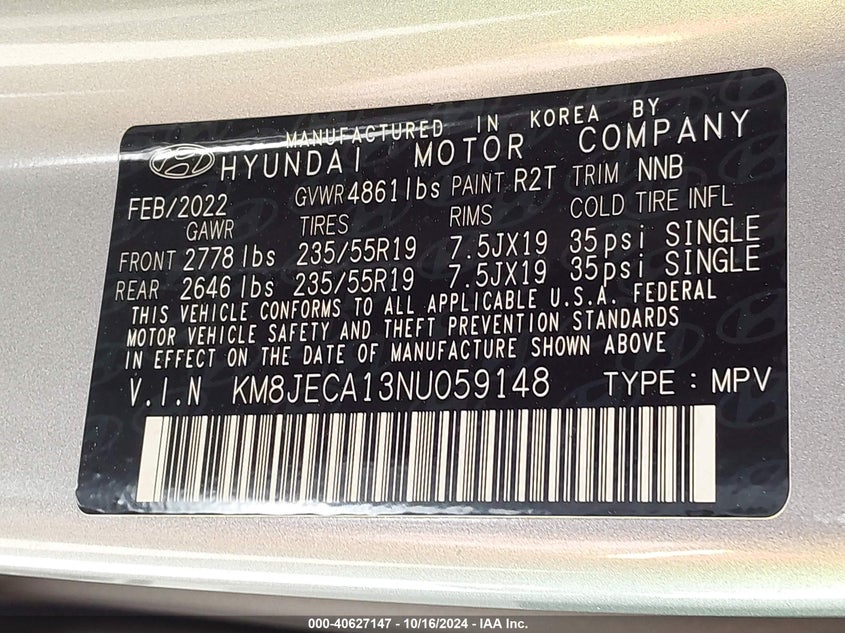 MANUFACTURED IN KOREA BY
HYUNDAI MOTOR COMPANY
FEB/2022 GVWR 4861lbs PAINT R2T TRIM NNB
GAWR TIRES RIMS COLD TIRE INFL
FRONT 2778 lbs 235/55R19 7.5JX19 35psi SINGLE
REAR 2646 lbs 235/55R19 7.5JX19 35psi SINGLE
THIS VEHICLE CONFORMS TO ALL APPLICABLE U.S.A. FEDERAL
MOTOR VEHICLE SAFETY AND THEFT PREVENTION STANDARDS
IN EFFECT ON THE DATE OF MANUFACTURE SHOWN ABOVE
V.I.N KM8JECA13NU059148 TYPE : MPV
000-40627147 - 10/16/2024 - IAA Inc.